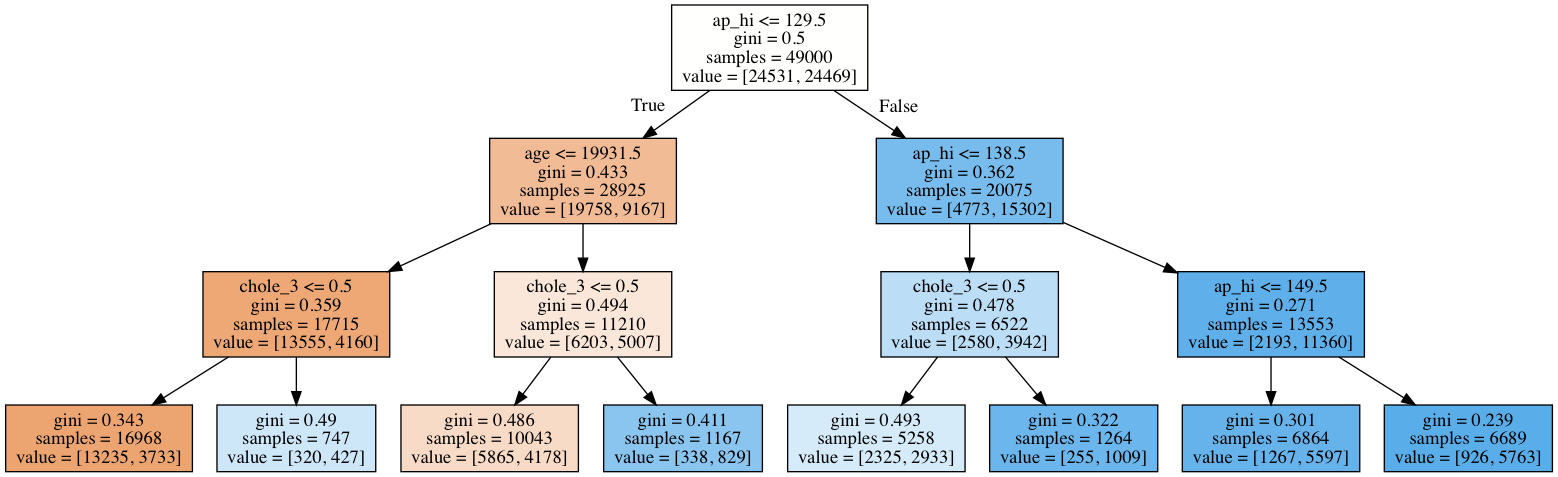 ap_hi <= 129.5
gini = 0.5
samples = 49000
value = [24531, 24469]
True
False
age <= 19931.5
gini = 0.433
samples = 28925
value = [19758, 9167]
ap_hi <= 138.5
gini = 0.362
samples = 20075
value = [4773, 15302]
chole_3 <= 0.5
gini = 0.359
samples = 17715
value = [13555, 4160]
chole_3 <= 0.5
gini = 0.494
samples = 11210
value = [6203, 5007]
chole_3 <= 0.5
gini = 0.478
samples = 6522
value = [2580, 3942]
ap_hi <= 149.5
gini = 0.271
samples = 13553
value = [2193, 11360]
gini = 0.343
samples = 16968
value = [13235, 3733]
gini = 0.49
samples = 747
value = [320, 427]
gini = 0.486
samples = 10043
value = [5865, 4178]
gini = 0.411
samples = 1167
value = [338, 829]
gini = 0.493
samples = 5258
value = [2325, 2933]
gini = 0.322
samples = 1264
value = [255, 1009]
gini = 0.301
samples = 6864
value = [1267, 5597]
gini = 0.239
samples = 6689
value = [926, 5763]